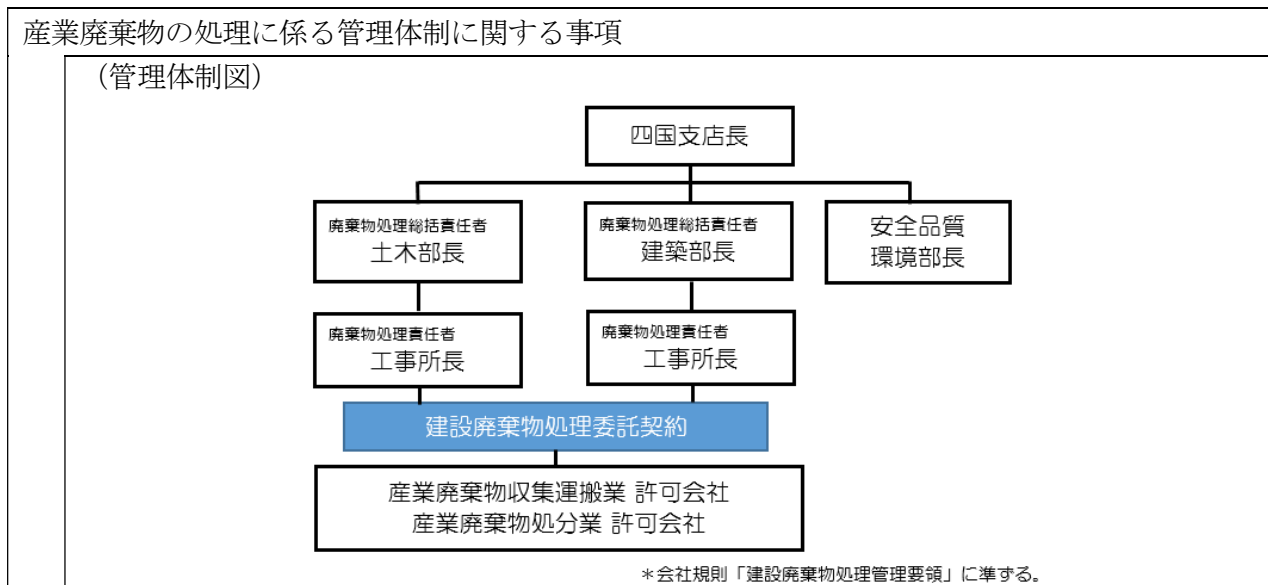 産業廃棄物の処理に係る管理体制に関する事項
（管理体制図）
四国支店長
廃棄物処理総括責任者
土木部長
廃棄物処理総括責任者
建築部長
安全品質
環境部長
廃棄物処理責任者
工事所長
廃棄物処理責任者
工事所長
建設廃棄物処理委託契約
産業廃棄物収集運搬業 許可会社
産業廃棄物処分業 許可会社
＊会社規則「建設廃棄物処理管理要領」に準ずる。